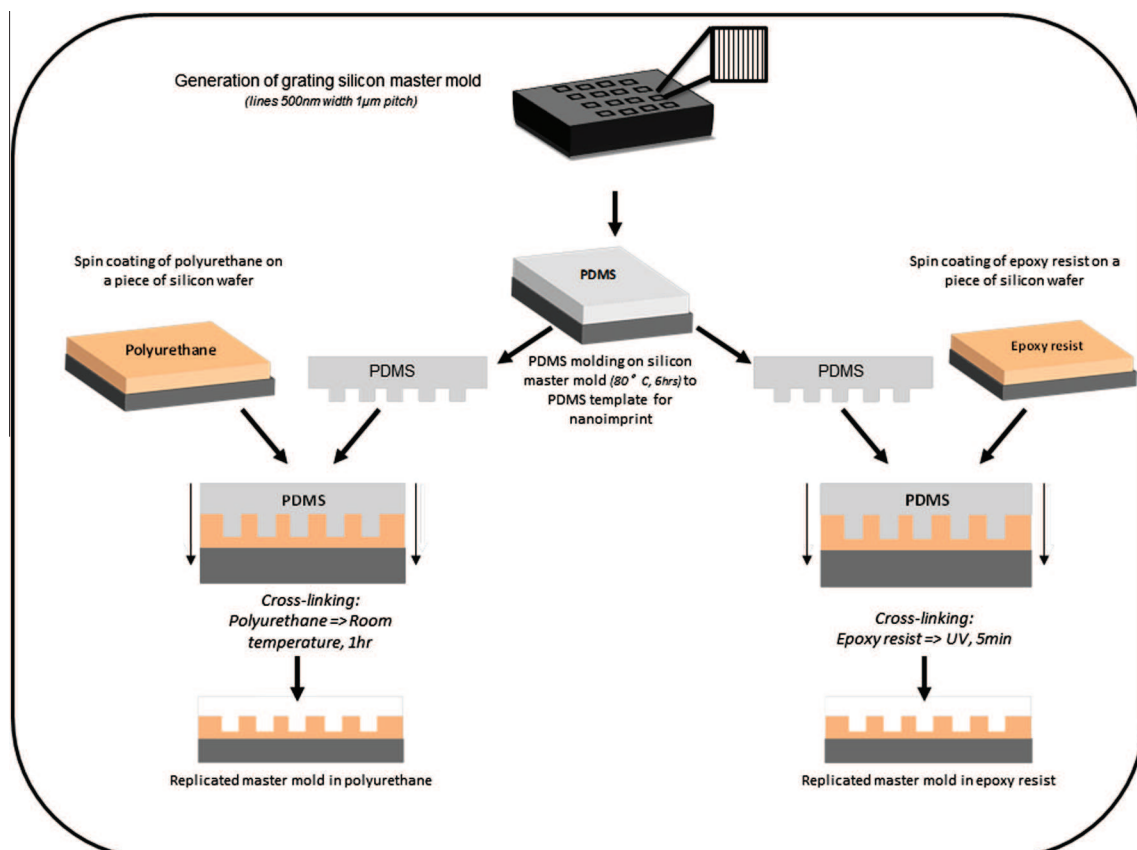 Generation of grating silicon master mold
(lines 500nm width 1µm pitch)
Spin coating of polyurethane on
a piece of silicon wafer
PDMS
Spin coating of epoxy resist on a
piece of silicon wafer
Polyurethane
PDMS
PDMS molding on silicon
master mold (80° C, 6hrs) to
PDMS template for
nanoimprint
PDMS
Epoxy resist
PDMS
Cross-linking:
Polyurethane => Room
temperature, 1hr
PDMS
Cross-linking:
Epoxy resist => UV, 5min
Replicated master mold in polyurethane
Replicated master mold in epoxy resist